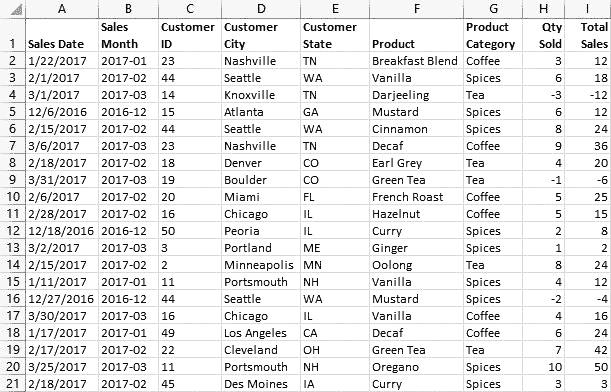 A B C D E F G H I
Sales Customer Customer Customer Product Qty Total
1 Sales Date Month ID City State Product Category Sold Sales
2 1/22/2017 2017-01 23 Nashville TN Breakfast Blend Coffee 3 12
3 2/1/2017 2017-02 44 Seattle WA Vanilla Spices 6 18
4 3/1/2017 2017-03 14 Knoxville TN Darjeeling Tea -3 -12
5 12/6/2016 2016-12 15 Atlanta GA Mustard Spices 6 12
6 2/15/2017 2017-02 44 Seattle WA Cinnamon Spices 8 24
7 3/6/2017 2017-03 23 Nashville TN Decaf Coffee 9 36
8 2/18/2017 2017-02 18 Denver CO Earl Grey Tea 4 20
9 3/31/2017 2017-03 19 Boulder CO Green Tea Tea -1 -6
10 2/6/2017 2017-02 20 Miami FL French Roast Coffee 5 25
11 2/28/2017 2017-02 16 Chicago IL Hazelnut Coffee 5 15
12 12/18/2016 2016-12 50 Peoria IL Curry Spices 2 8
13 3/2/2017 2017-03 3 Portland ME Ginger Spices 1 2
14 2/15/2017 2017-02 2 Minneapolis MN Oolong Tea 8 24
15 1/11/2017 2017-01 11 Portsmouth NH Vanilla Spices 4 12
16 12/27/2016 2016-12 44 Seattle WA Mustard Spices -2 -4
17 3/30/2017 2017-03 16 Chicago IL Vanilla Coffee 4 16
18 1/17/2017 2017-01 49 Los Angeles CA Decaf Coffee 6 24
19 2/17/2017 2017-02 22 Cleveland OH Green Tea Tea 7 42
20 3/25/2017 2017-03 11 Portsmouth NH Oregano Spices 10 50
21 2/18/2017 2017-02 45 Des Moines IA Curry Spices 3 3